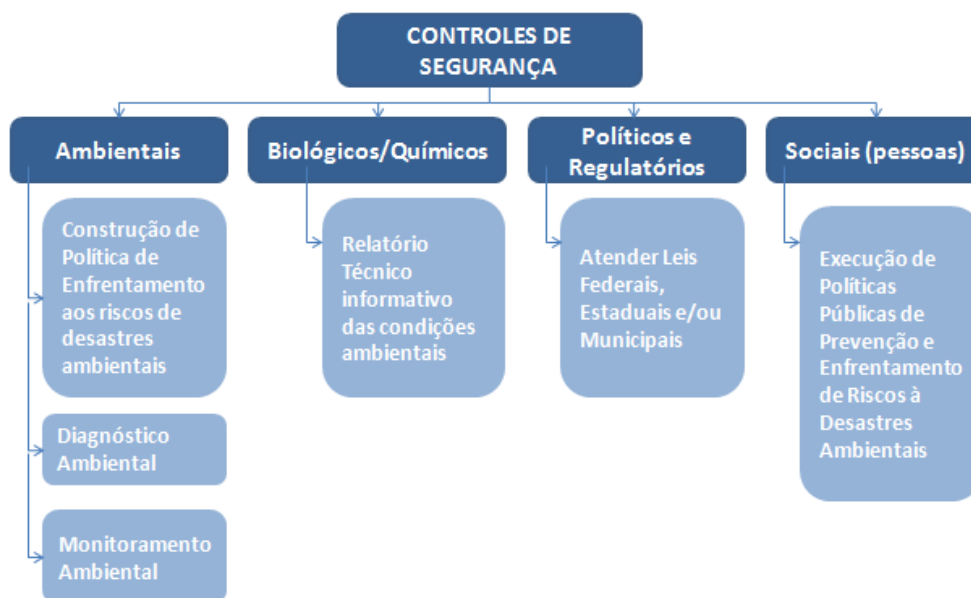 CONTROLES DE
SEGURANÇA
Ambientais
Biológicos/Químicos
Políticos e
Regulatórios
Sociais (pessoas)
Construção de
Política de
Enfrentamento
aos riscos de
desastres
ambientais
Diagnóstico
Ambiental
Monitoramento
Ambiental
Relatório
Técnico
informativo
das condições
ambientais
Atender Leis
Federais,
Estaduais e/ou
Municipais
Execução de
Políticas
Públicas de
Prevenção e
Enfrentamento
de Riscos à
Desastres
Ambientais